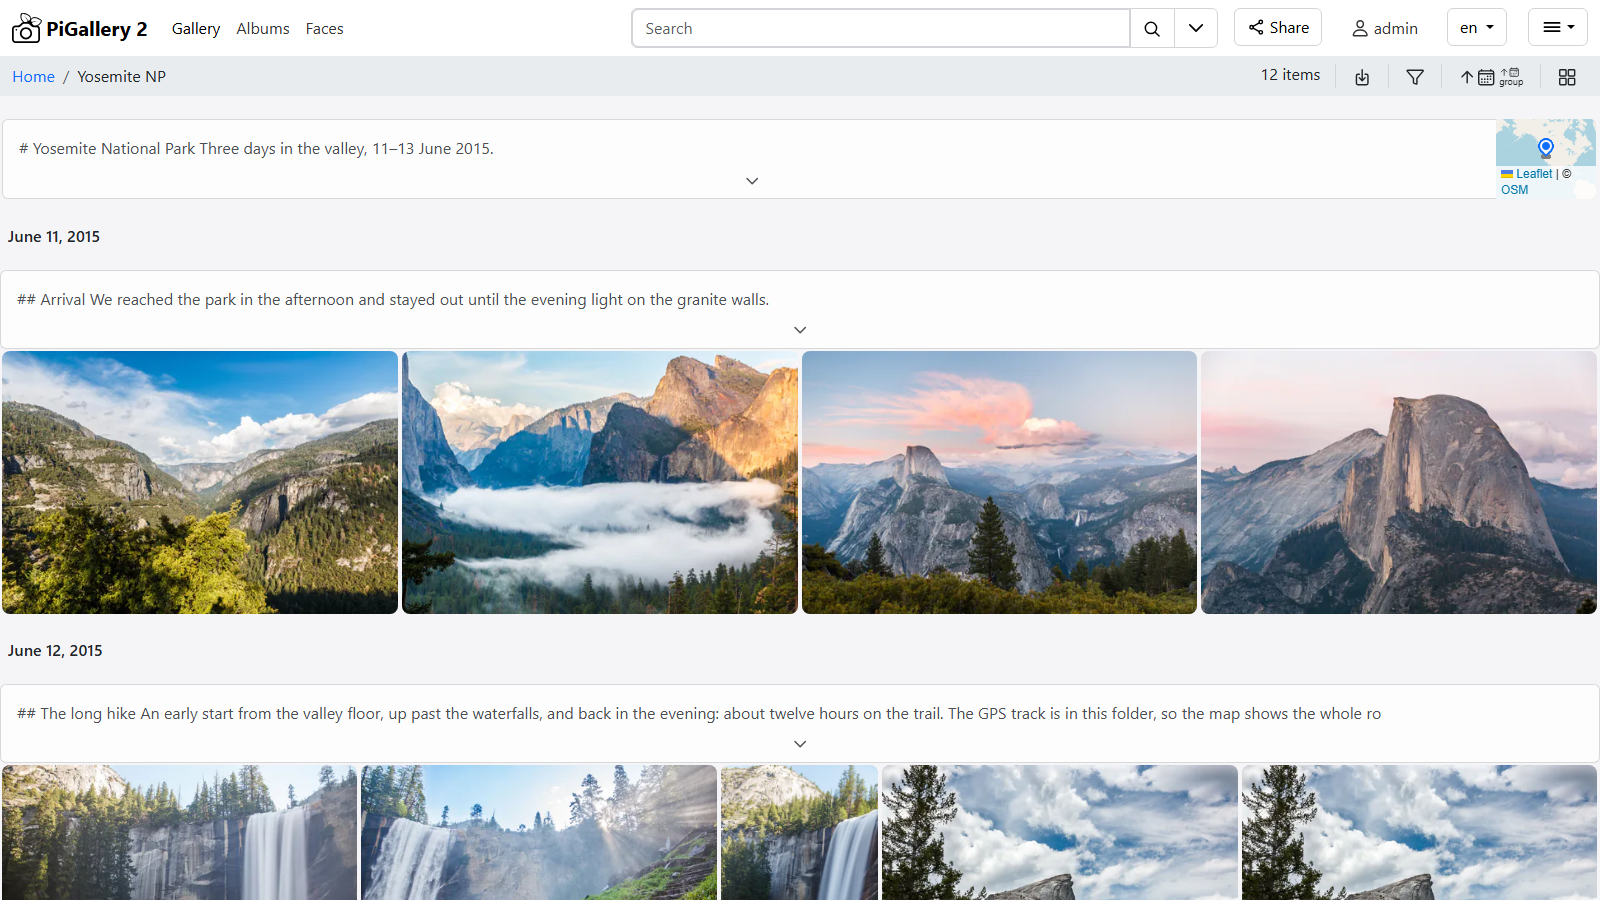 PiGallery 2 Gallery Albums Faces Search Share admin en
Home / Yosemite NP 12 items group
# Yosemite National Park Three days in the valley, 11–13 June 2015.
Leaflet | ©
OSM
June 11, 2015
## Arrival We reached the park in the afternoon and stayed out until the evening light on the granite walls.
June 12, 2015
## The long hike An early start from the valley floor, up past the waterfalls, and back in the evening: about twelve hours on the trail. The GPS track is in this folder, so the map shows the whole ro